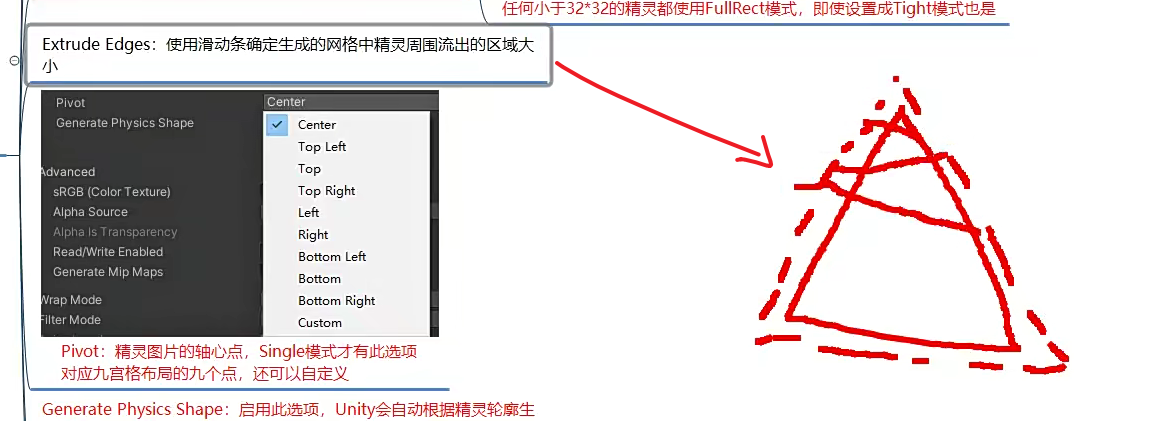 任何小于32*32的精灵都使用FullRect模式，即使设置成Tight模式也是
Extrude Edges：使用滑动条确定生成的网格中精灵周围流出的区域大
小
Pivot
Center
Generate Physics Shape
Center
Top Left
Top
Advanced
Top Right
sRGB (Color Texture)
Left
Alpha Source
Right
Alpha Is Transparency
Bottom Left
Read/Write Enabled
Bottom
Generate Mip Maps
Bottom Right
Wrap Mode
Custom
Filter Mode
Pivot：精灵图片的轴心点，Single模式才有此选项
对应九宫格布局的九个点，还可以自定义
Generate Physics Shape：启用此选项，Unity会自动根据精灵轮廓生